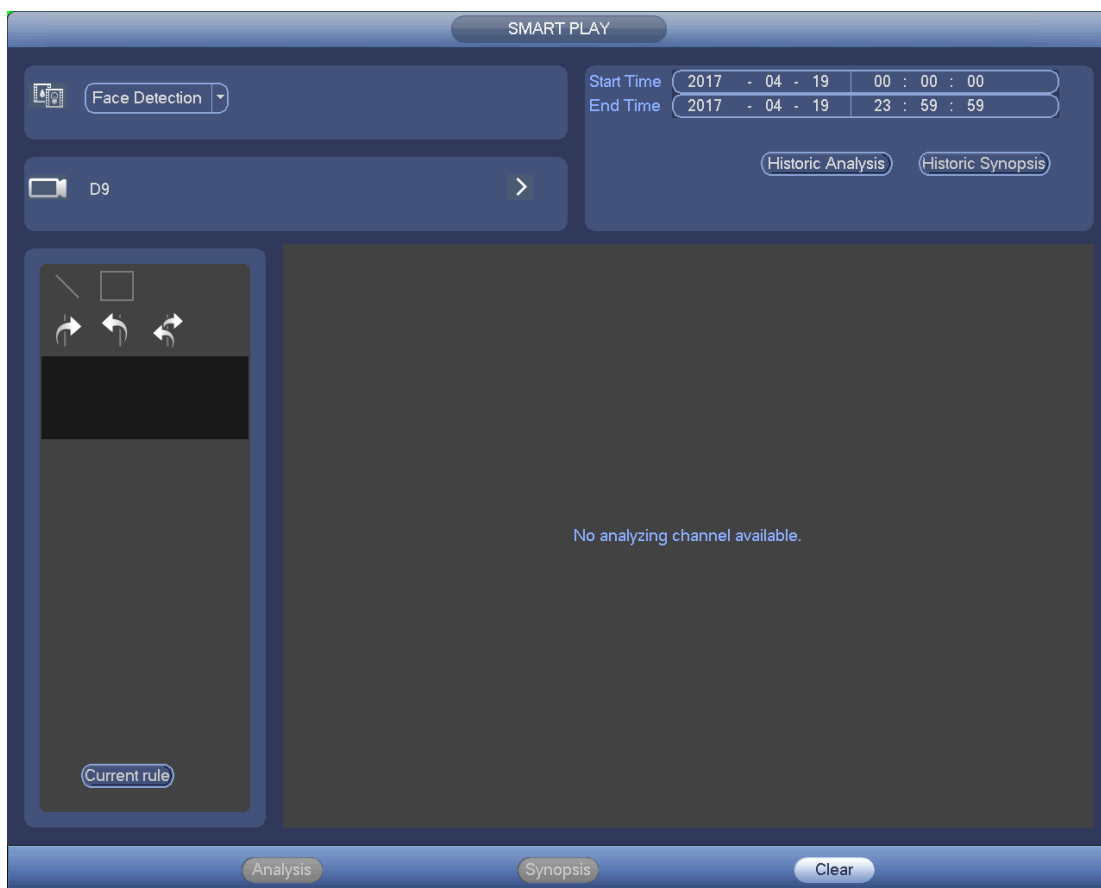 SMART PLAY
Face Detection
Start Time 2017 - 04 - 19 00 : 00 : 00
End Time 2017 - 04 - 19 23 : 59 : 59
Historic Analysis Historic Synopsis
D9
No analyzing channel available.
Current rule
Analysis Synopsis Clear